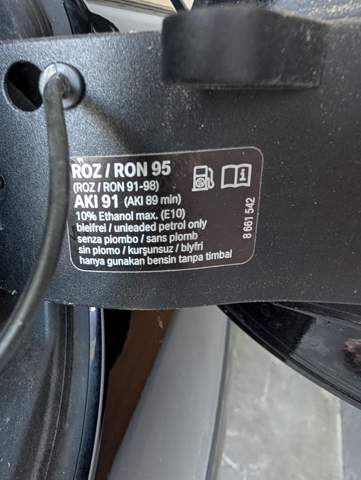 ROZ / RON 95
(ROZ / RON 91-98)
AKI 91 (AKI 89 min)
10% Ethanol max. (E10)
bleifrei / unleaded petrol only
senza piombo / sans plomb
sin plomo / kurşunsuz / blyfri
hanya gunakan bensin tanpa timbal
8 661 542